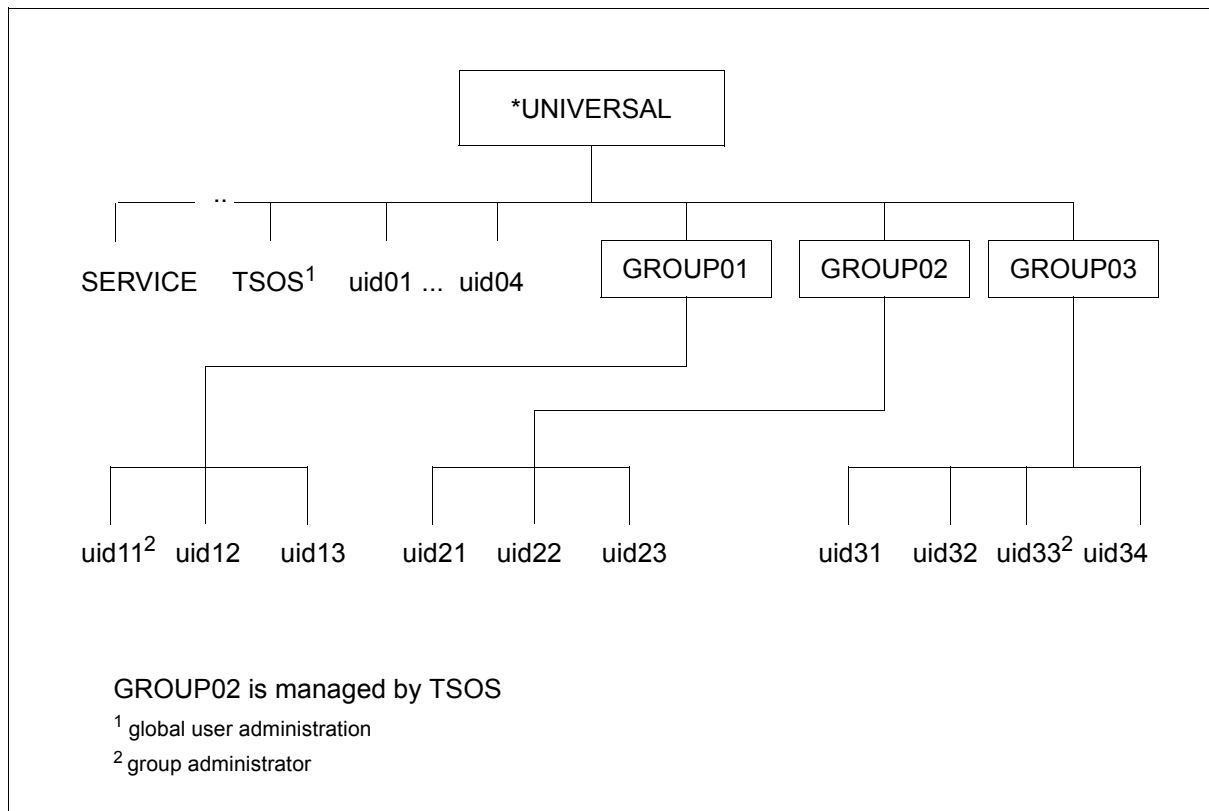 *UNIVERSAL
..
SERVICE TSOS1 uid01 ... uid04 GROUP01 GROUP02 GROUP03
uid112 uid12 uid13 uid21 uid22 uid23 uid31 uid32 uid332 uid34
GROUP02 is managed by TSOS
1 global user administration
2 group administrator